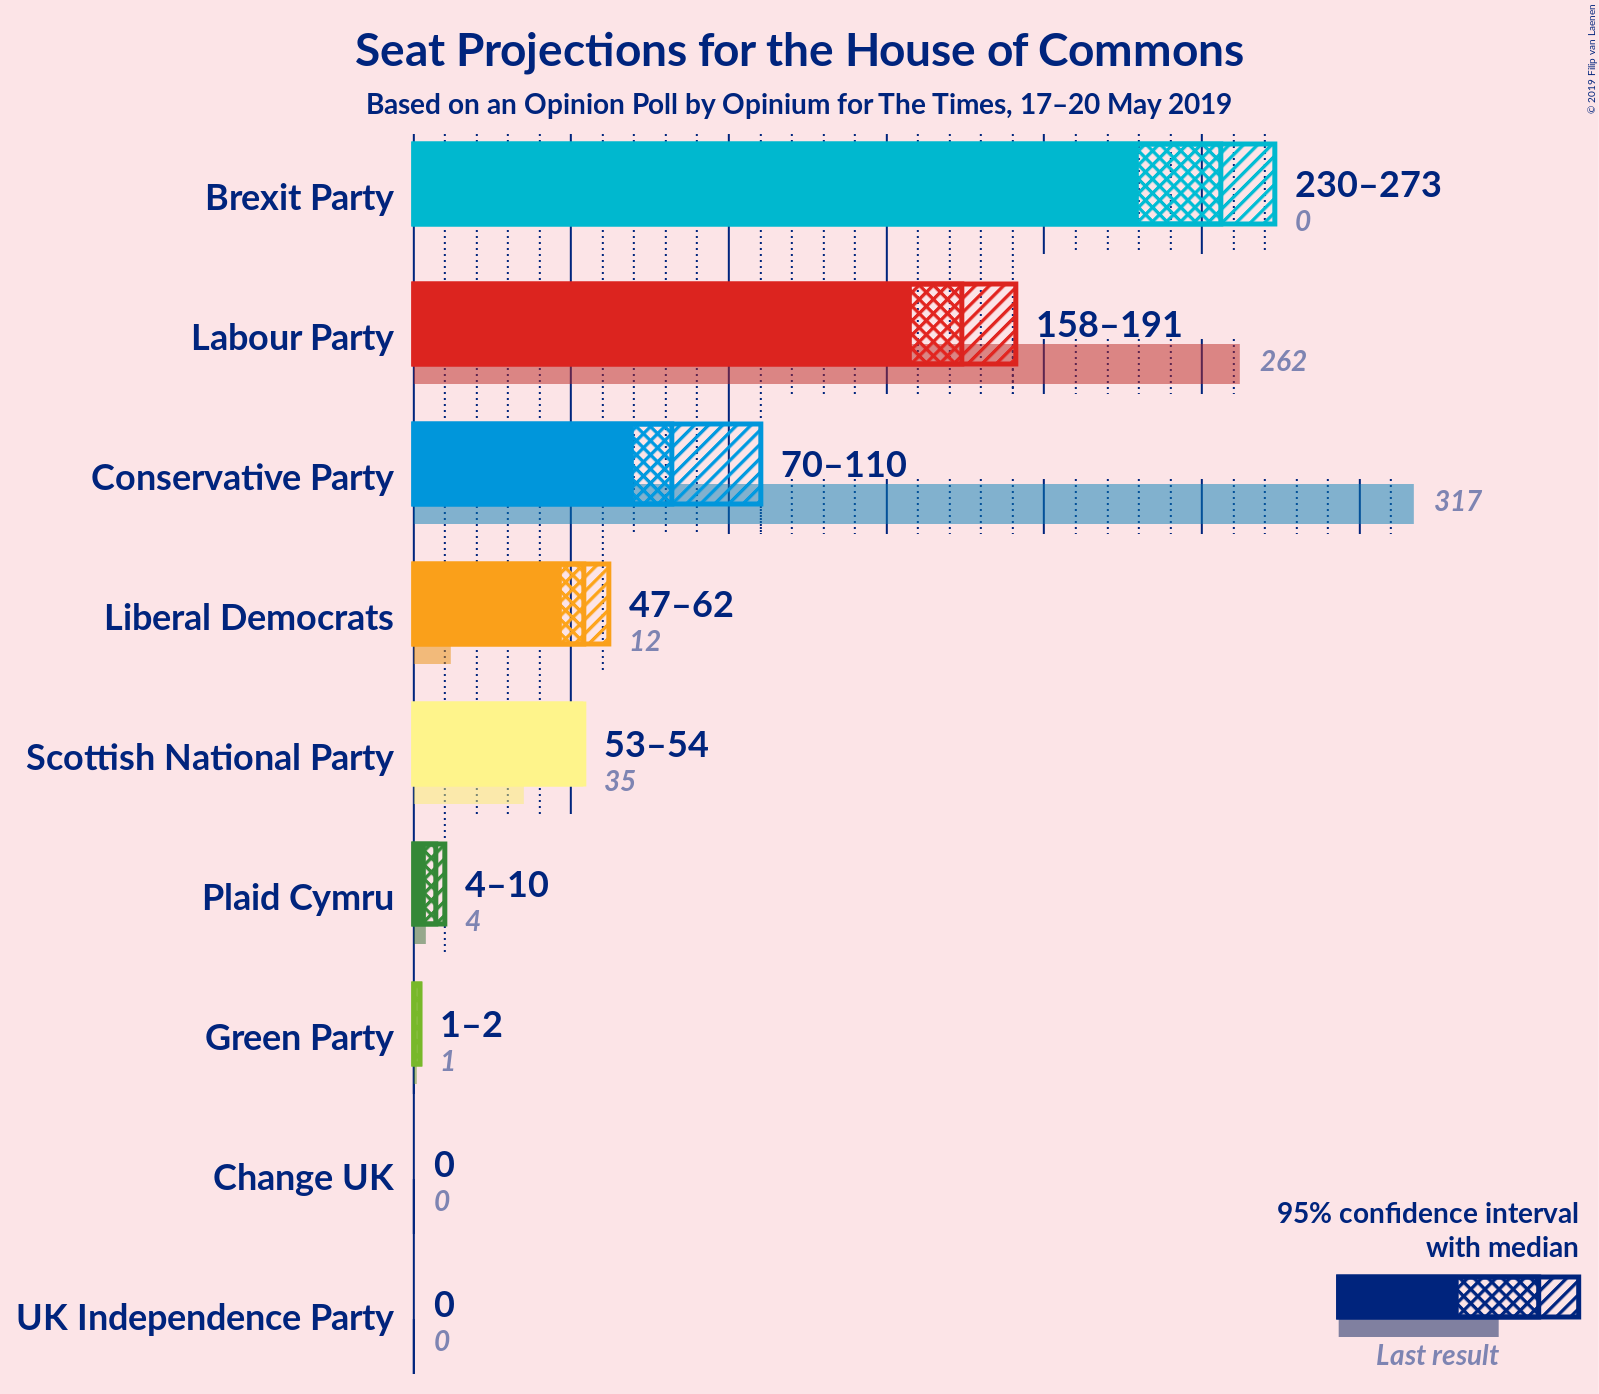 Seat Projections for the House of Commons
Based on an Opinion Poll by Opinium for The Times, 17–20 May 2019
© 2019 Filip van Laenen
Brexit Party
230–273
0
Labour Party
158–191
262
Conservative Party
70–110
317
Liberal Democrats
47–62
12
Scottish National Party
53–54
35
Plaid Cymru
4–10
4
Green Party
1–2
1
Change UK
0
0
UK Independence Party
0
0
95% confidence interval
with median
Last result